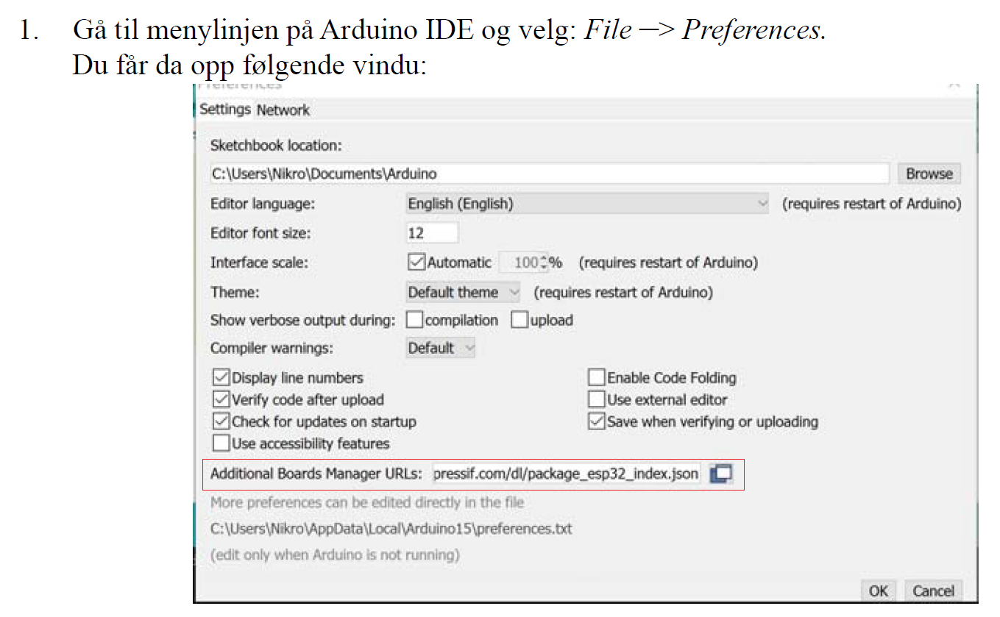 1. Gå til menylinjen på Arduino IDE og velg: File —> Preferences.
Du får da opp følgende vindu:
Preferences
Settings Network
Sketchbook location:
C:\Users\Nikro\Documents\Arduino Browse
Editor language: English (English) (requires restart of Arduino)
Editor font size: 12
Interface scale: Automatic 100 % (requires restart of Arduino)
Theme: Default theme (requires restart of Arduino)
Show verbose output during: compilation upload
Compiler warnings: Default
Display line numbers Enable Code Folding
Verify code after upload Use external editor
Check for updates on startup Save when verifying or uploading
Use accessibility features
Additional Boards Manager URLs: pressif.com/dl/package_esp32_index.json
More preferences can be edited directly in the file
C:\Users\Nikro\AppData\Local\Arduino15\preferences.txt
(edit only when Arduino is not running)
OK Cancel